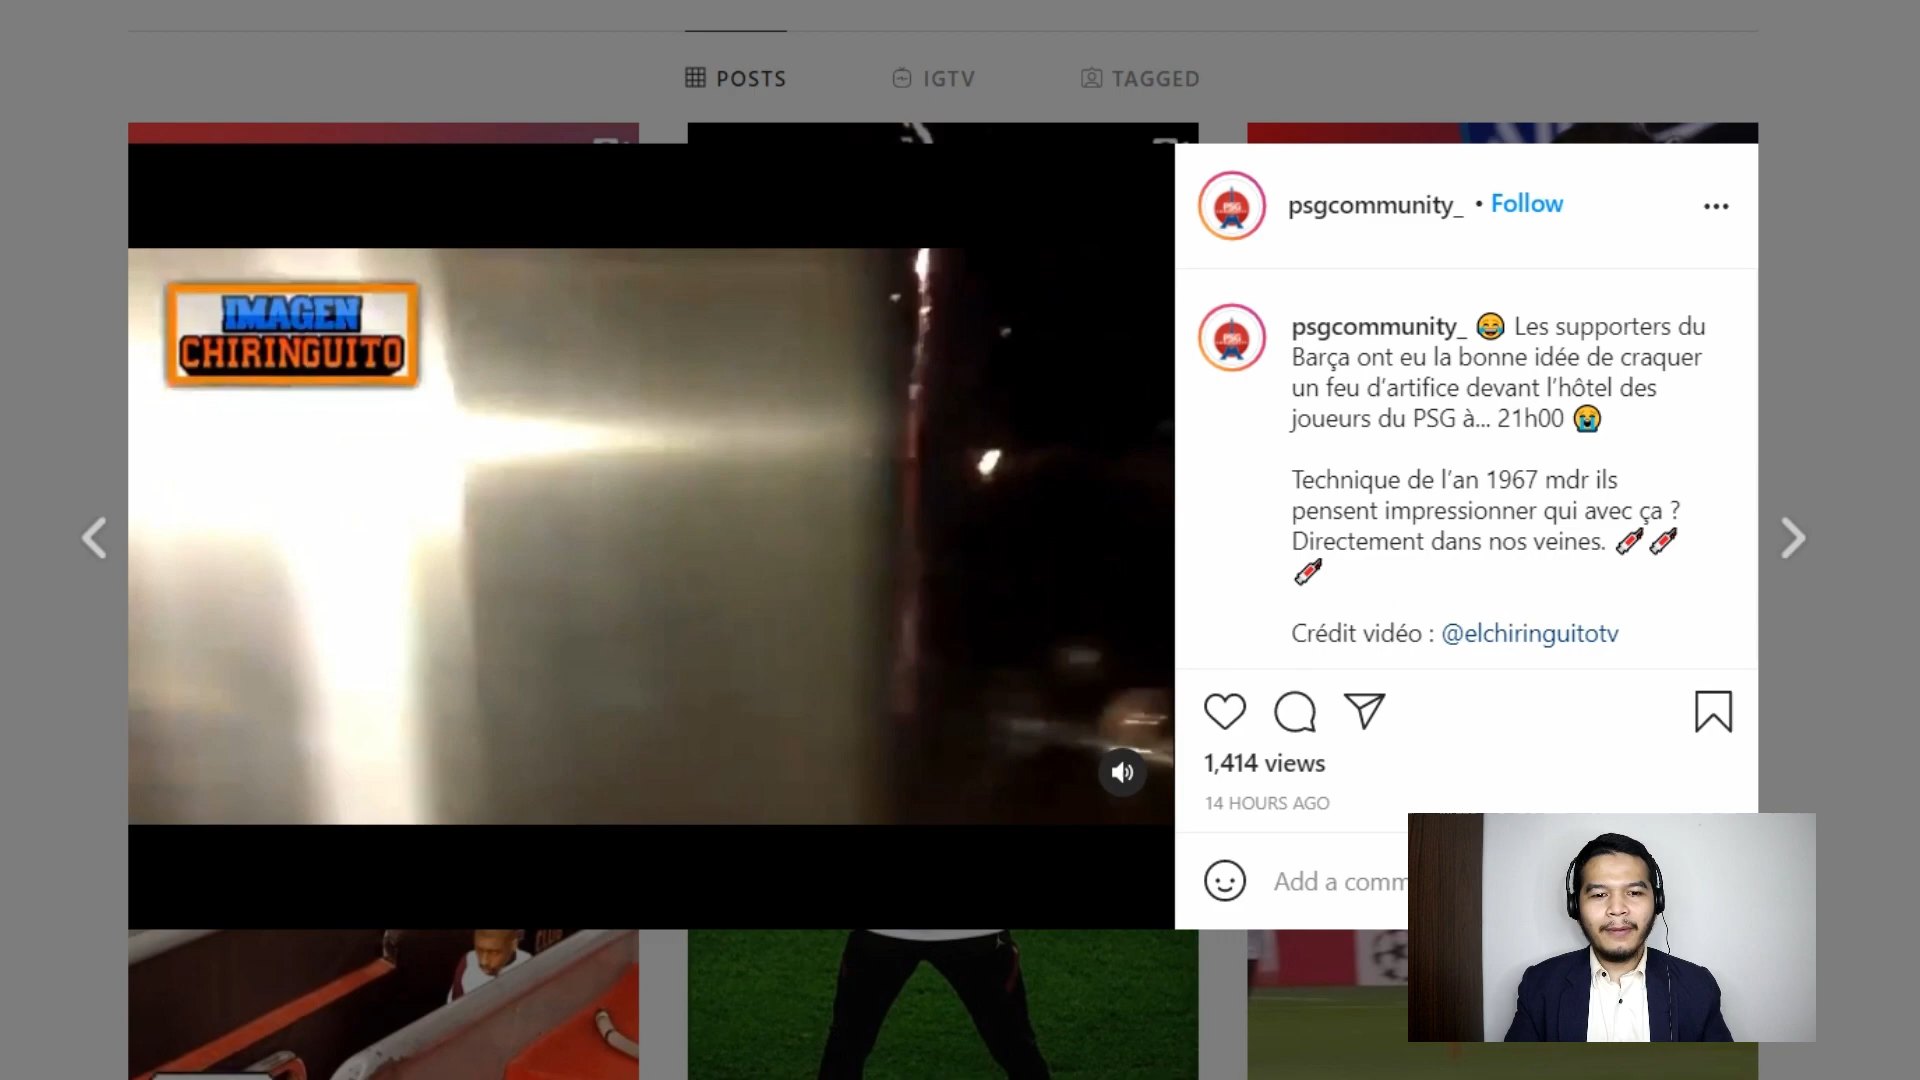 POSTS
IGTV
TAGGED
IMAGEN
CHIRINGUITO
PSG
psgcommunity_ • Follow
PSG
psgcommunity_ 😂 Les supporters du
Barça ont eu la bonne idée de craquer
un feu d’artifice devant l’hôtel des
joueurs du PSG à... 21h00 😭
Technique de l’an 1967 mdr ils
pensent impressionner qui avec ça ?
Directement dans nos veines. 💉💉
💉
Crédit vidéo : @elchiringuitotv
1,414 views
14 HOURS AGO
Add a comm